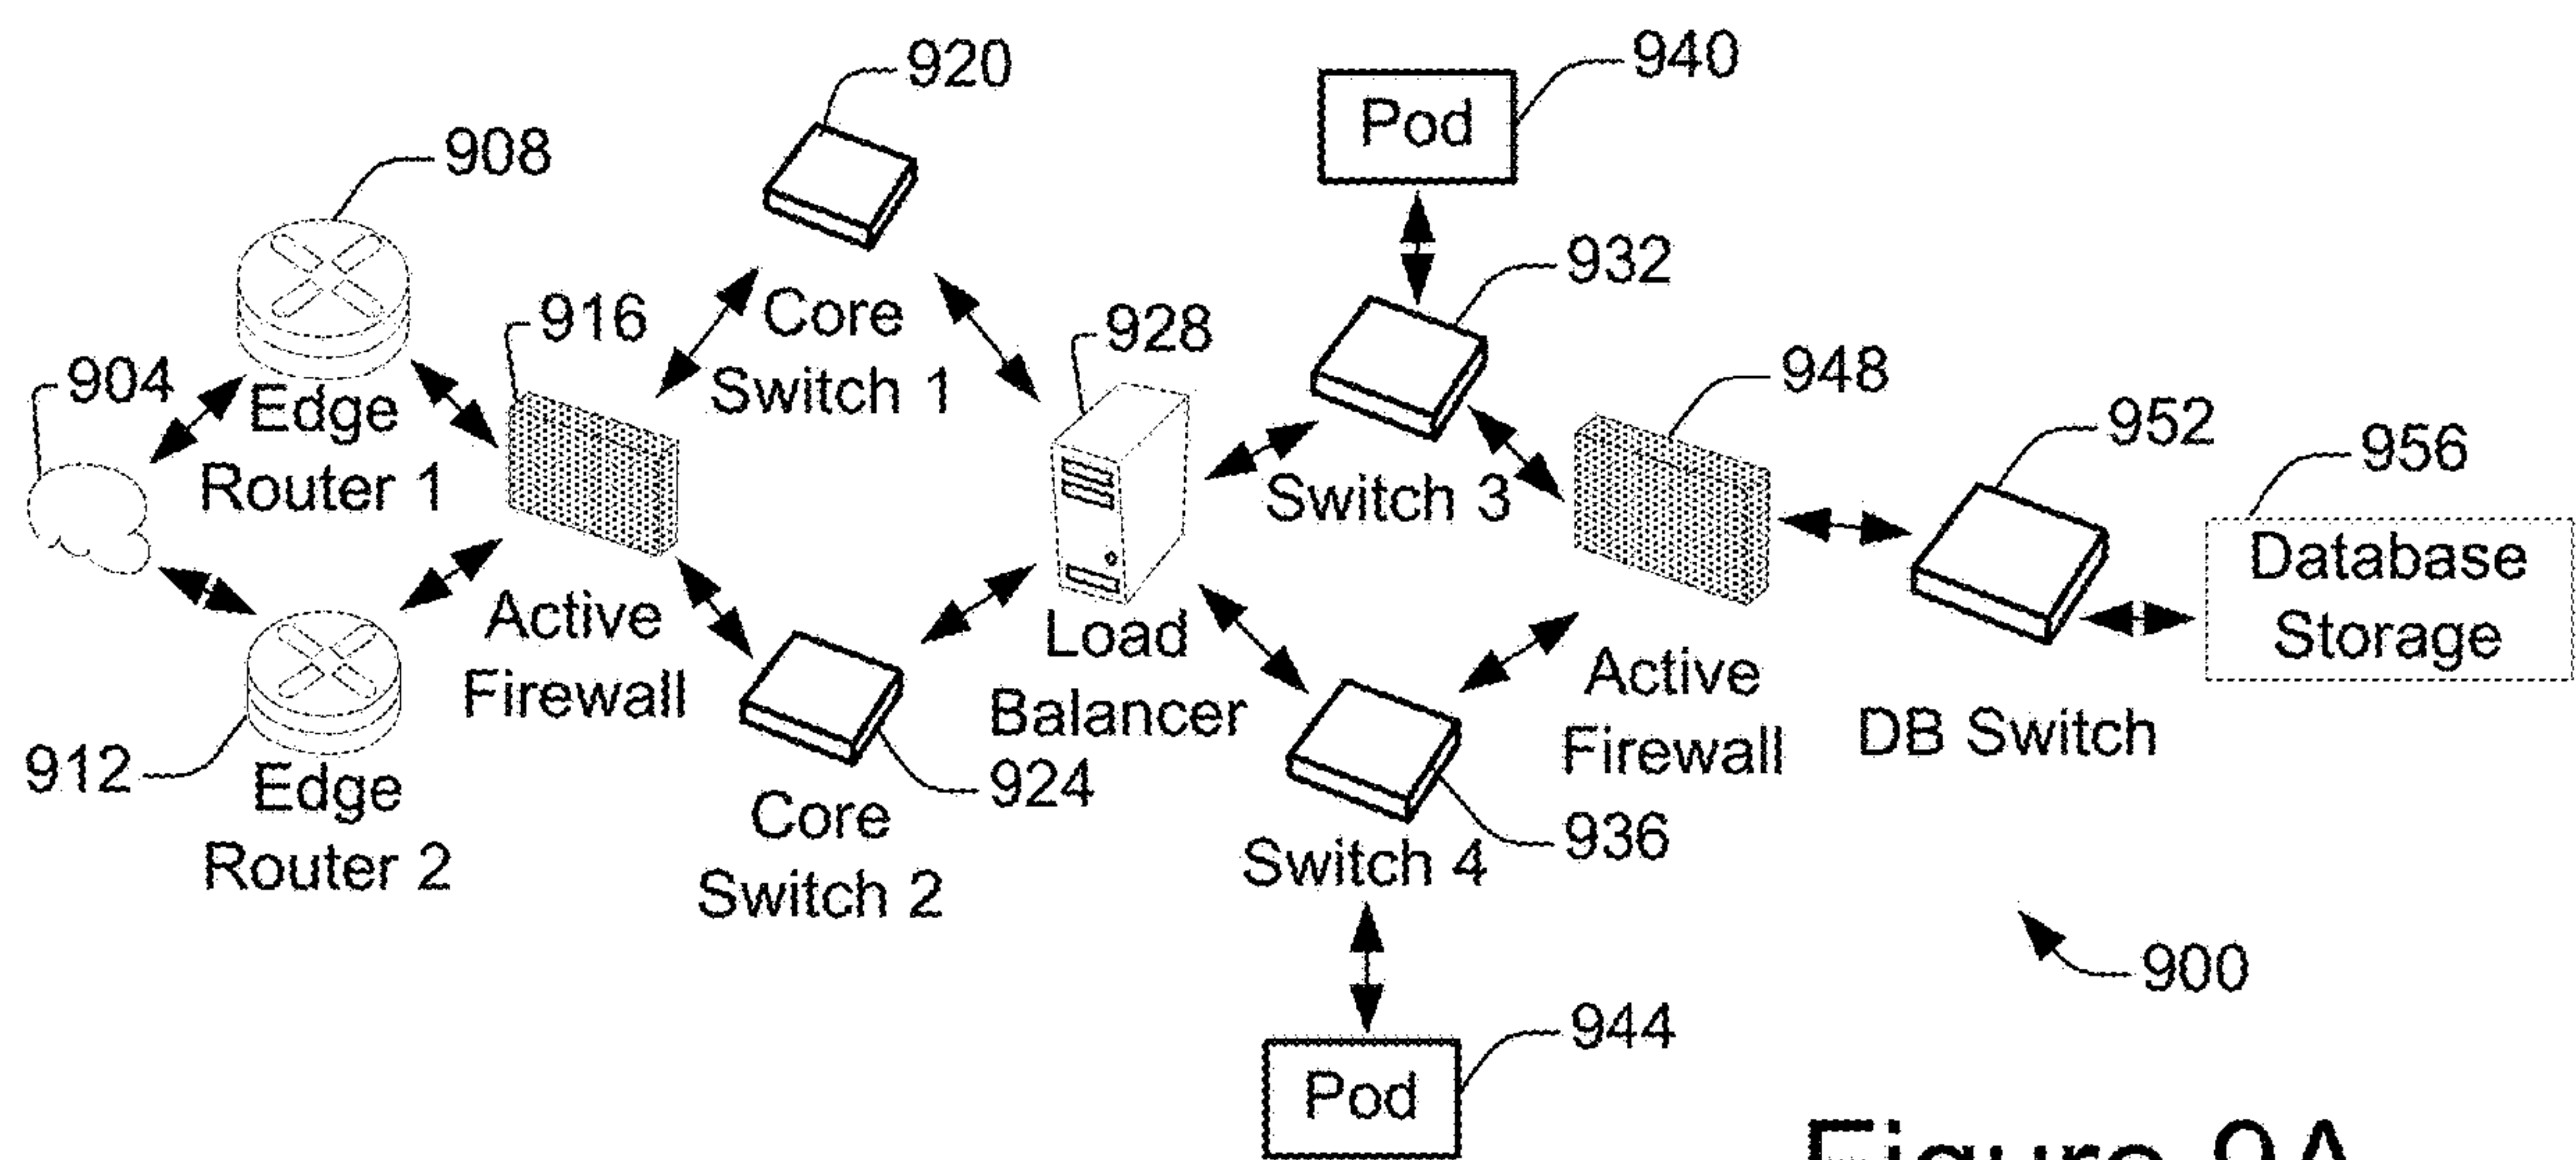 920
940
Pod
908
932
916
Core
Switch 1
928
948
904
Edge
Router 1
952
956
Switch 3
Database
Storage
Active
Firewall
Load
Balancer
Active
Firewall
DB Switch
912
Edge
Router 2
924
Core
Switch 2
936
Switch 4
900
944
Pod
Figure 9A